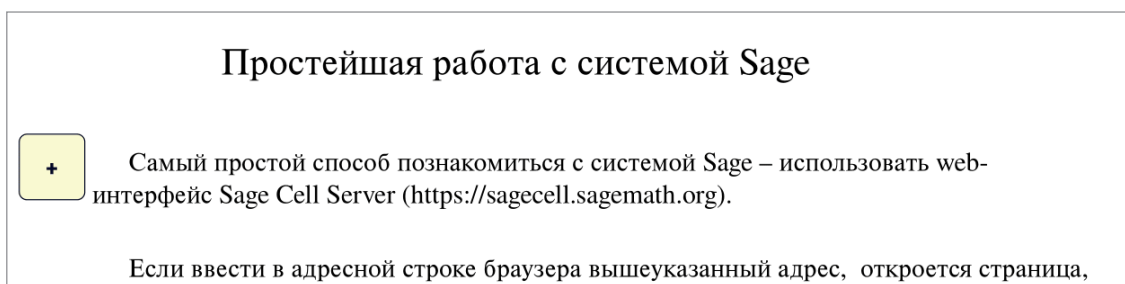 Простейшая работа с системой Sage
+
Самый простой способ познакомиться с системой Sage – использовать web-
интерфейс Sage Cell Server (https://sagecell.sagemath.org).
Если ввести в адресной строке браузера вышеуказанный адрес, откроется страница,